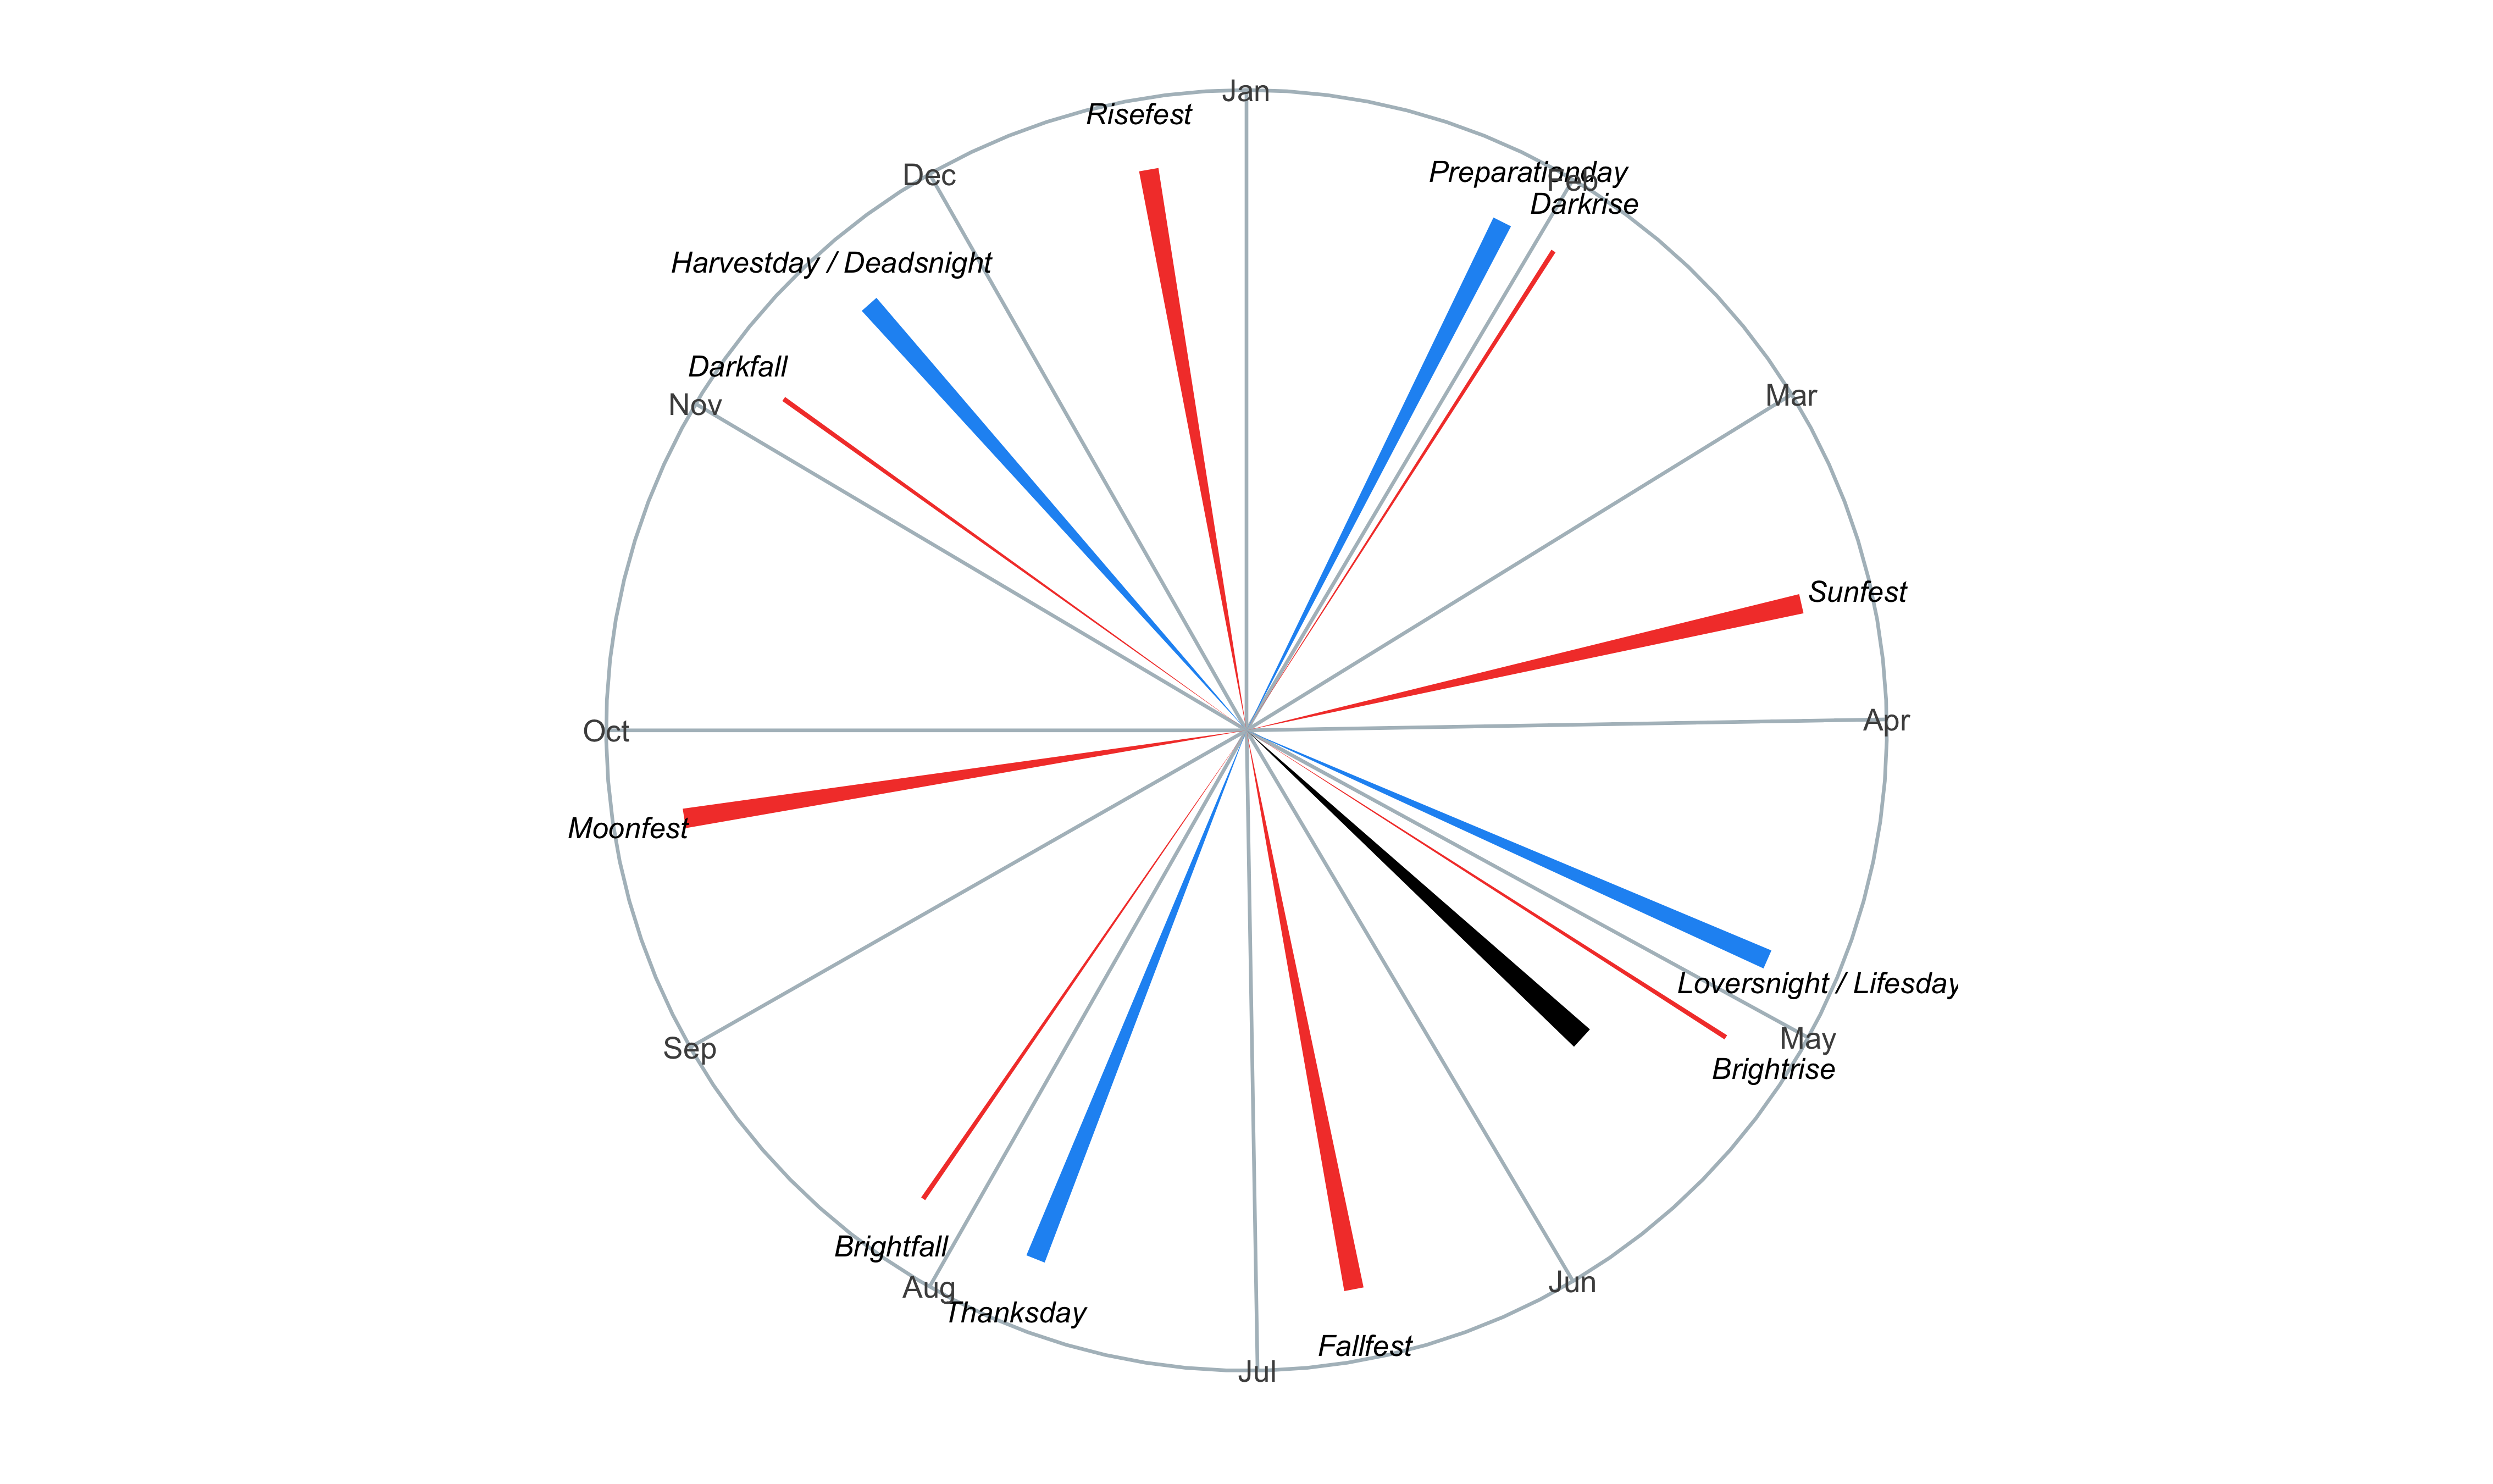 Jan
Risefest
Preparationday
Dec
Feb
Darkrise
Harvestday / Deadsnight
Darkfall
Mar
Nov
Sunfest
Apr
Oct
Moonfest
Loversnight / Lifesday
May
Sep
Brightrise
Brightfall
Jun
Aug
Thanksday
Fallfest
Jul